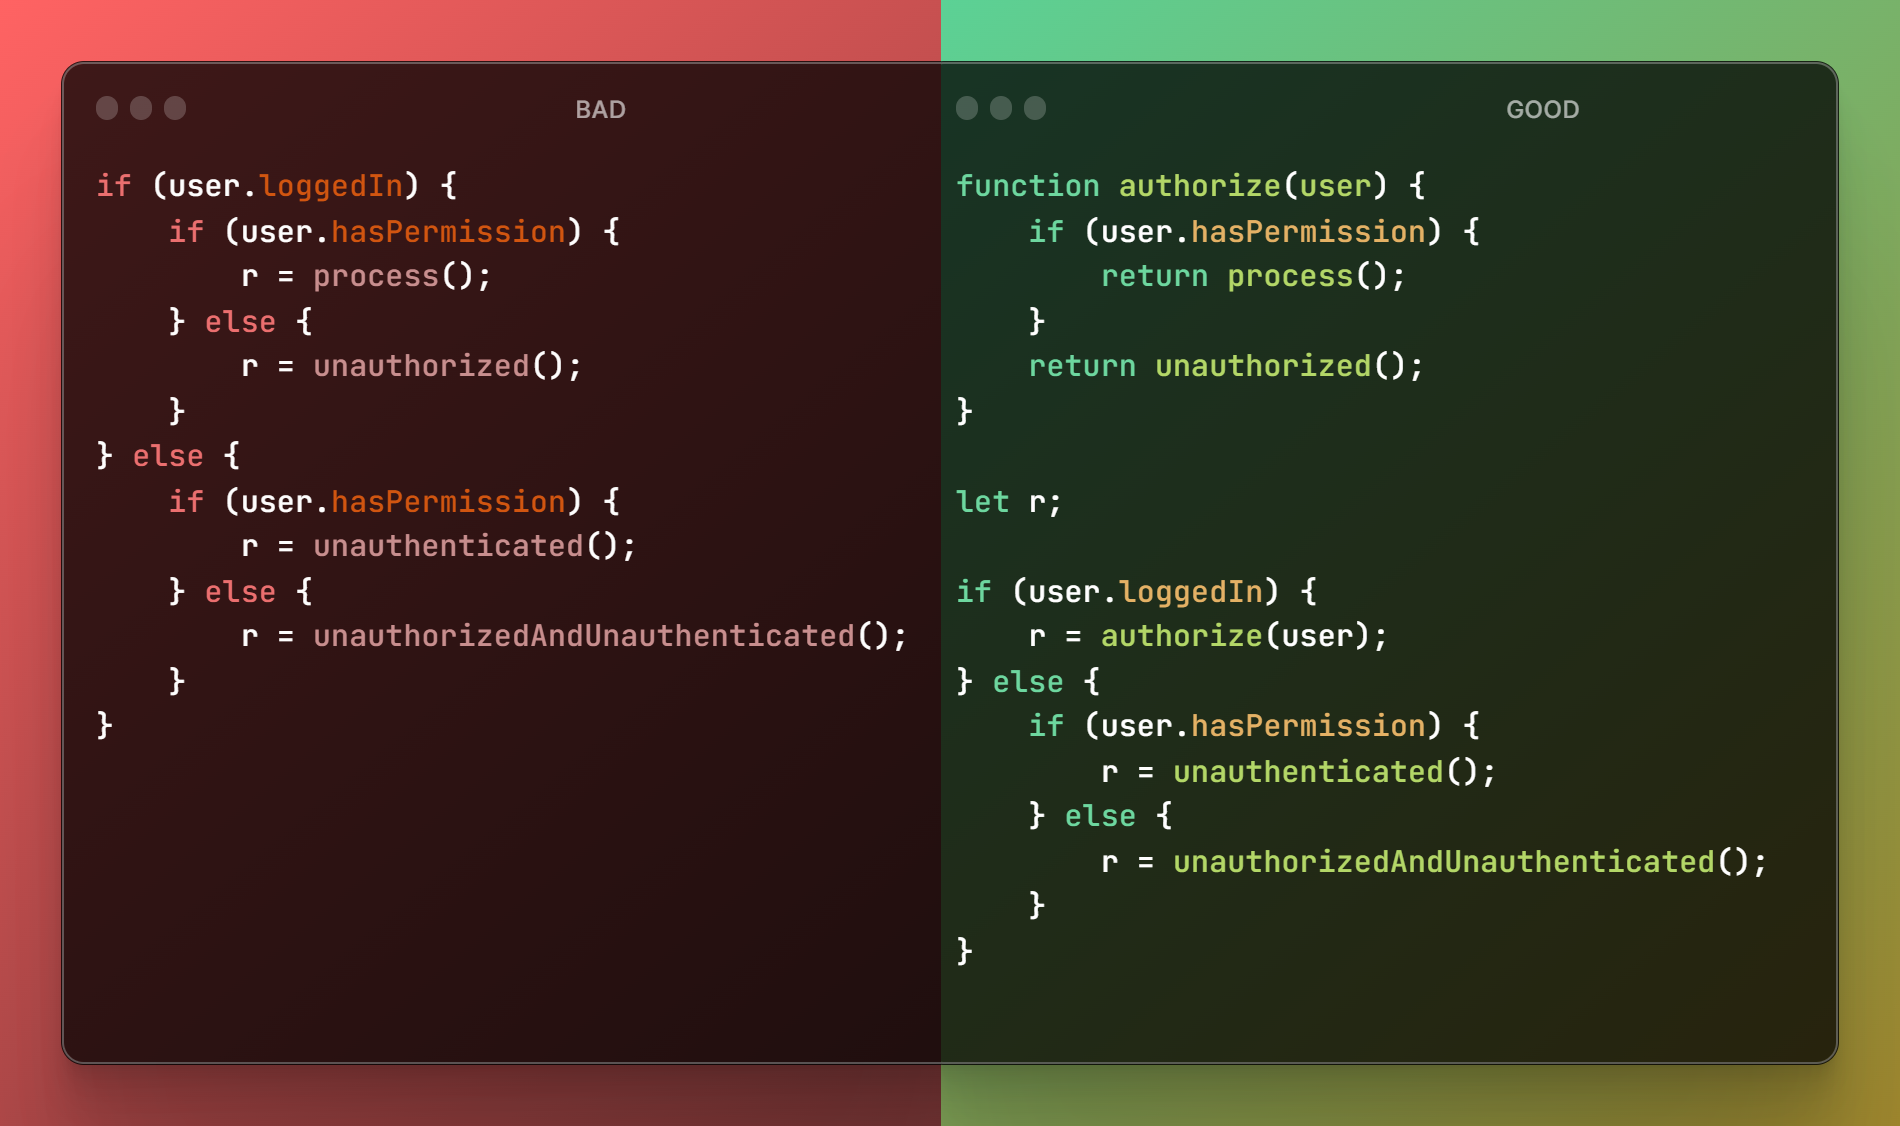 BAD
if (user.loggedIn) {
    if (user.hasPermission) {
        r = process();
    } else {
        r = unauthorized();
    }
} else {
    if (user.hasPermission) {
        r = unauthenticated();
    } else {
        r = unauthorizedAndUnauthenticated();
    }
}
GOOD
function authorize(user) {
    if (user.hasPermission) {
        return process();
    }
    return unauthorized();
}

let r;

if (user.loggedIn) {
    r = authorize(user);
} else {
    if (user.hasPermission) {
        r = unauthenticated();
    } else {
        r = unauthorizedAndUnauthenticated();
    }
}